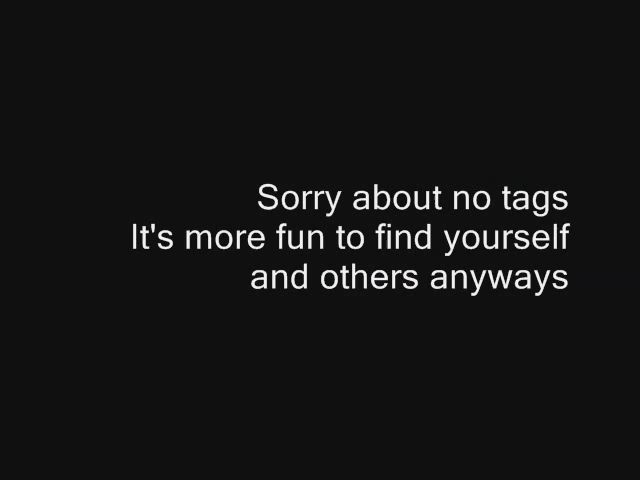 Sorry about no tags
It's more fun to find yourself
and others anyways